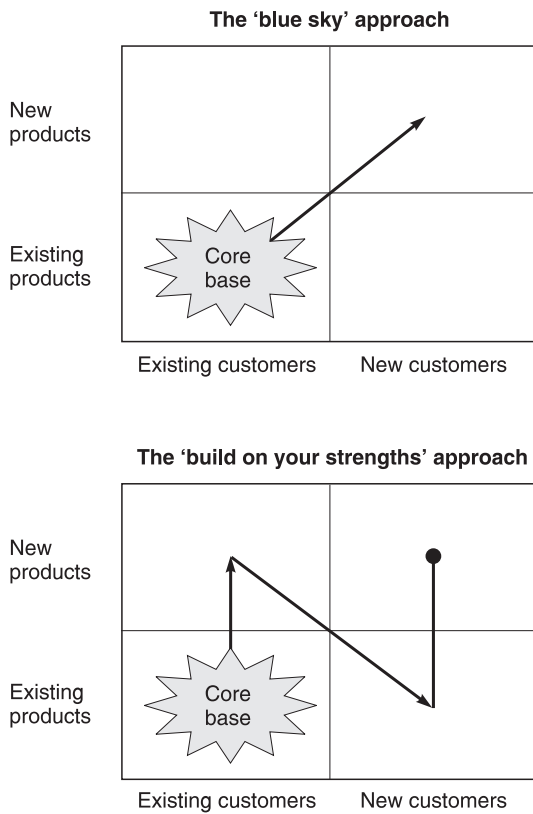 The ‘blue sky’ approach
New
products
Existing
products
Core
base
Existing customers
New customers
The ‘build on your strengths’ approach
New
products
Existing
products
Core
base
Existing customers
New customers